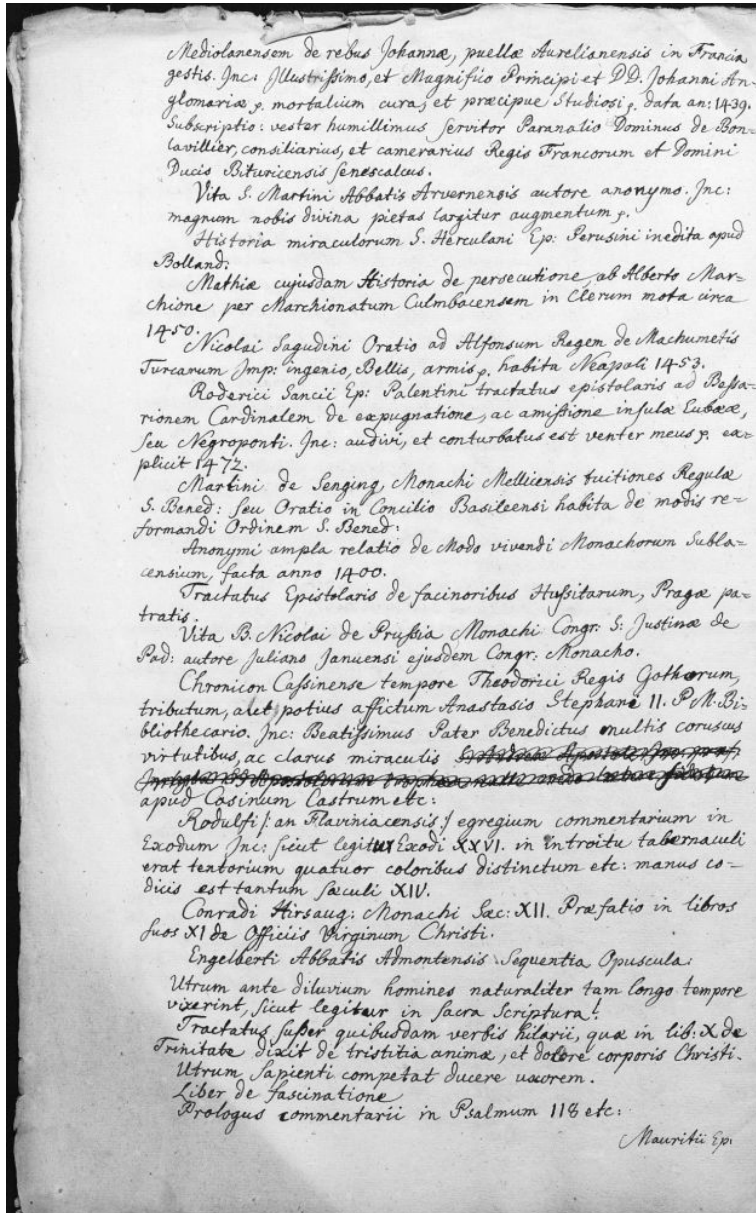 Mediolanensem de rebus Johannæ, puellæ Aurelianensis in Francia
gestis. Inc: Illustrissimo, et Magnifico Principi et DD. Johanni An-
glomariæ p. mortalium cura, et præcipue Studiosi p. data an: 1439.
Subscriptio: vester humillimus servitor Paranalio Dominus de Bon-
lavillier, consiliarius, et camerarius Regis Francorum et Domini
Ducis Bituricensis senescalcus.
Vita S. Martini Abbatis Arvernensis autore anonymo. Inc:
magnum nobis divina pietas largitur augmentum p.
Historia miraculorum S. Herculani Ep: Perusini inedita apud
Bolland:
Mathiæ cujusdam Historia de persecutione, ab Alberto Mar-
chione per Marchionatum Culmbacensem in Clerum mota circa
1450.
Nicolai Sagudini Oratio ad Alfonsum Regem de Machumetis
Turcarum Imp: ingenio, Bellis, armis p. habita Neapoli 1453.
Roderici Sancii Ep: Palentini tractatus epistolaris ad Bessa-
rionem Cardinalem de expugnatione, ac amissione insulæ Eubææ,
seu Negroponti. Inc: audivi, et conturbatus est venter meus p. ex-
plicit 1472.
Martini de Senging, Monachi Mellicensis tuitiones Regulæ
S. Bened: seu Oratio in Concilio Basileensi habita de modis re-
formandi Ordinem S. Bened:
Anonymi ampla relatio de Modo vivendi Monachorum Subla-
censium, facta anno 1400.
Tractatus Epistolaris de facinoribus Hussitarum, Pragæ pa-
tratis.
Vita B. Nicolai de Prussia Monachi Congr: S: Justinæ de
Pad: autore Juliano Januensi ejusdem Congr: Monacho.
Chronicon Cassinense tempore Theodorici Regis Gothorum,
tributum, aut potius affictum Anastasio Stephani II. P.M. Bi-
bliothecario. Inc: Beatissimus Pater Benedictus multis coruscus
virtutibus, ac clarus miraculis
apud Casinum Castrum etc:
Rodulfi /: an Flaviniacensis :/ egregium commentarium in
Exodum Inc: sicut legitur Exodi XXVI. in introitu tabernaculi
erat tentorium quatuor coloribus distinctum etc: manus co-
dicis est tantum sæculi XIV.
Conradi Hirsaug: Monachi Sæc: XII. Præfatio in libros
suos XI de Officiis Virginum Christi.
Engelberti Abbatis Admontensis Sequentia Opuscula:
Utrum ante diluvium homines naturaliter tam longo tempore
vixerint, sicut legitur in sacra Scriptura?
Tractatus super quibusdam verbis hilarii, quæ in lib: X de
Trinitate dixit de tristitia animæ, et dolore corporis Christi.
Utrum Sapienti competat ducere uxorem.
Liber de fascinatione
Prologus commentarii in Psalmum 118 etc:
Mauritii Ep: